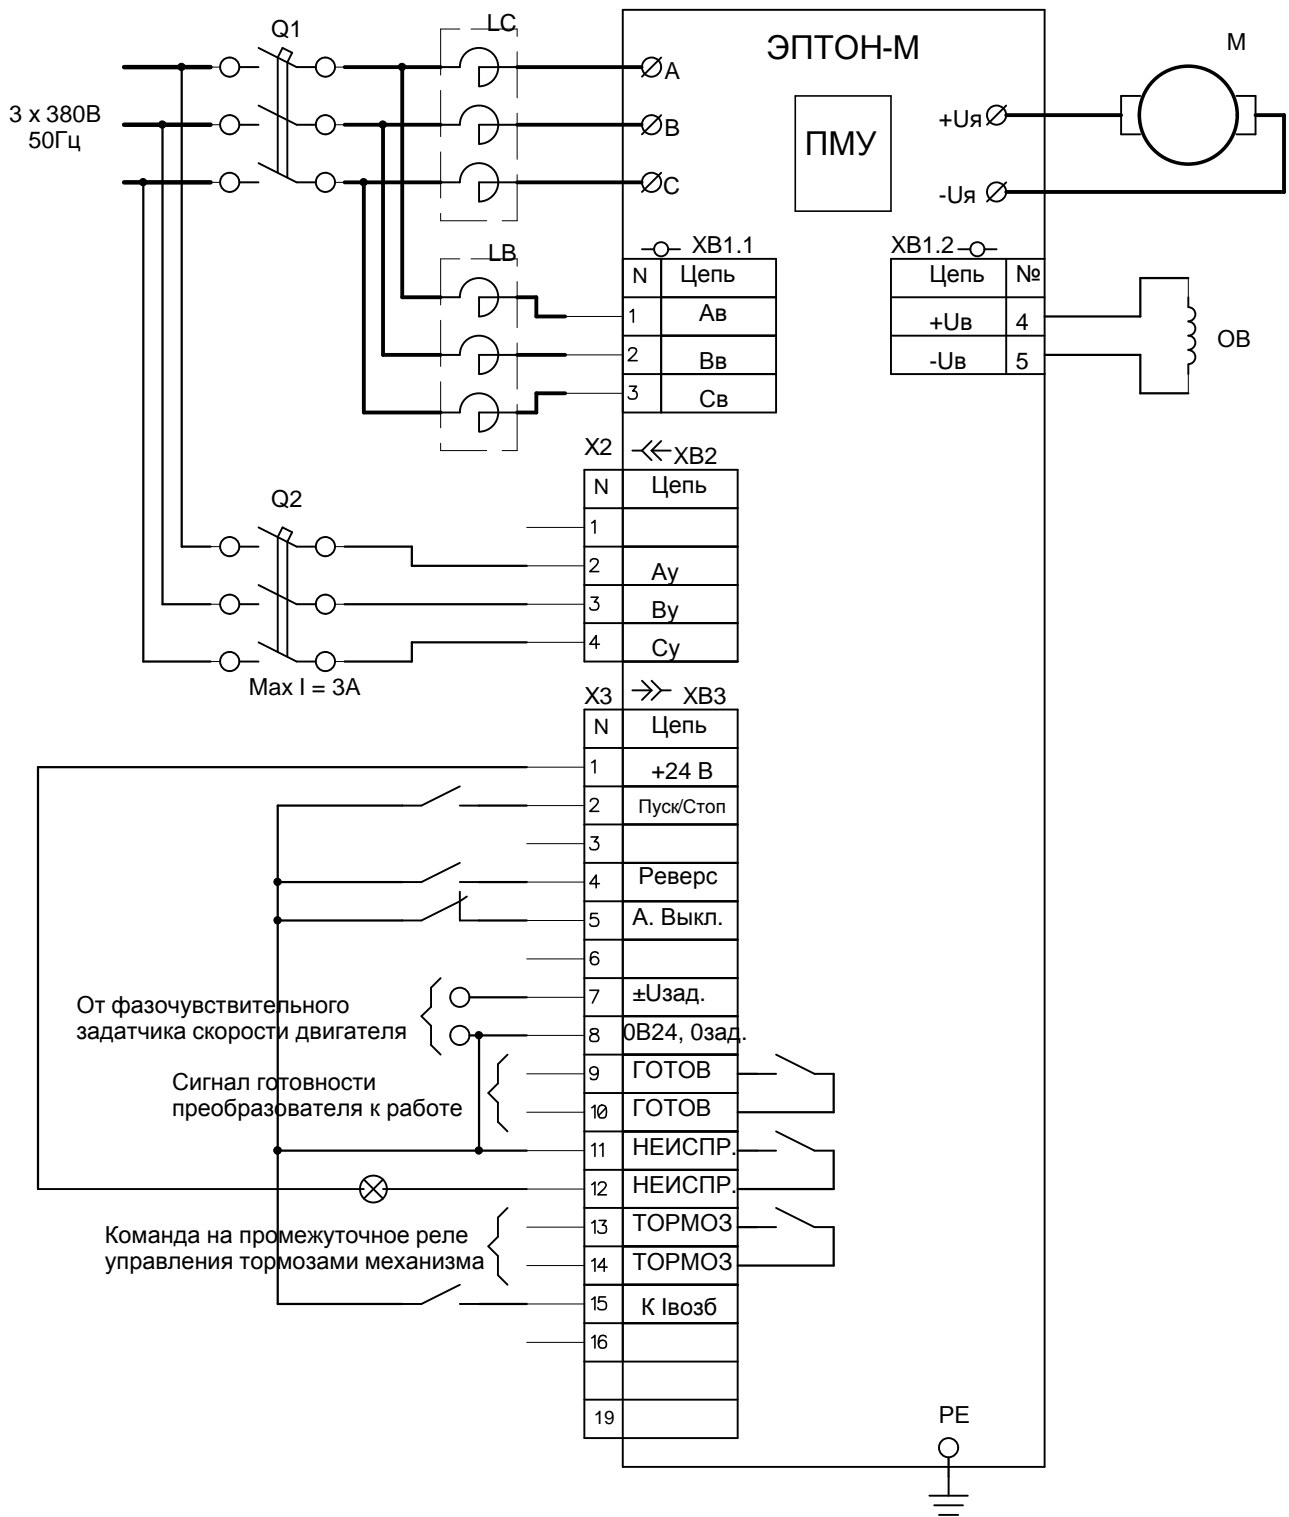 Q1
LC
ЭПТОН-М
М
A
3 x 380В
50Гц
B
C
ПМУ
+Uя
-Uя
LB
XB1.1
XB1.2
N Цепь
Цепь №
1 Ав
+Uв 4
2 Вв
-Uв 5
3 Св
ОВ
X2
XB2
N Цепь
Q2
1
2 Ау
3 Ву
4 Су
Max I = 3A
X3
XB3
N Цепь
1 +24 В
2 Пуск/Стоп
3
4 Реверс
5 А. Выкл.
6
От фазочувствительного
задатчика скорости двигателя
7 ±Uзад.
8 0В24, 0зад.
Сигнал готовности
преобразователя к работе
9 ГОТОВ
10 ГОТОВ
11 НЕИСПР.
12 НЕИСПР.
Команда на промежуточное реле
управления тормозами механизма
13 ТОРМОЗ
14 ТОРМОЗ
15 К Iвозб
16
19
PE